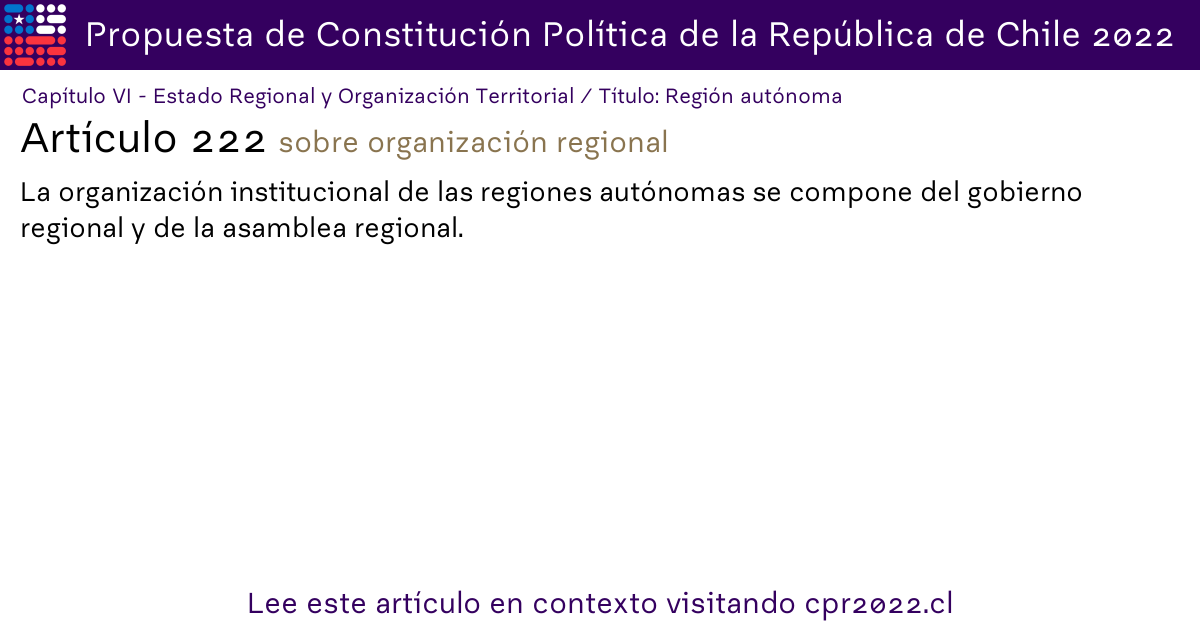 Propuesta de Constitución Política de la República de Chile 2022
Capítulo VI - Estado Regional y Organización Territorial / Título: Región autónoma
Artículo 222 sobre organización regional
La organización institucional de las regiones autónomas se compone del gobierno
regional y de la asamblea regional.
Lee este artículo en contexto visitando cpr2022.cl